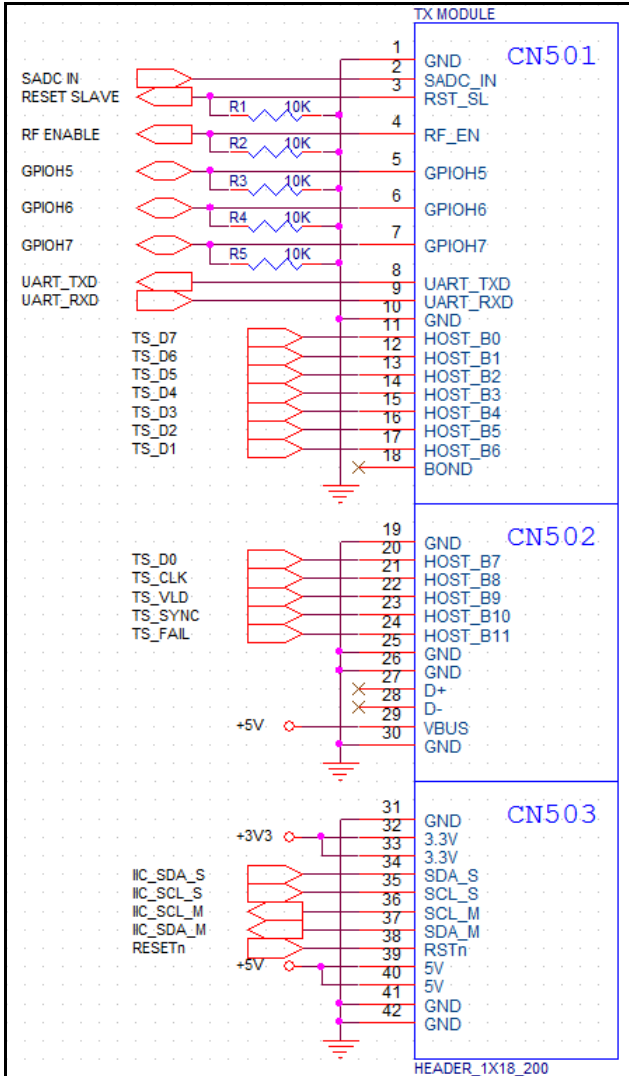 TX MODULE
CN501
1 GND
2 SADC_IN
SADC IN
3 RST_SL
RESET SLAVE
R1 10K
4 RF_EN
RF ENABLE
R2 10K
5 GPIOH5
GPIOH5
R3 10K
6 GPIOH6
GPIOH6
R4 10K
7 GPIOH7
GPIOH7
R5 10K
8 UART_TXD
UART_TXD
9 UART_RXD
UART_RXD
10 GND
11 HOST_B0
TS_D7
12 HOST_B1
TS_D6
13 HOST_B2
TS_D5
14 HOST_B3
TS_D4
15 HOST_B4
TS_D3
16 HOST_B5
TS_D2
17 HOST_B6
TS_D1
18 BOND
CN502
19 GND
20 HOST_B7
TS_D0
21 HOST_B8
TS_CLK
22 HOST_B9
TS_VLD
23 HOST_B10
TS_SYNC
24 HOST_B11
TS_FAIL
25 GND
26 GND
27 D+
28 D-
29 VBUS
+5V
30 GND
CN503
31 GND
32 3.3V
+3V3
33 3.3V
34 SDA_S
IIC_SDA_S
35 SCL_S
IIC_SCL_S
36 SCL_M
IIC_SCL_M
37 SDA_M
IIC_SDA_M
38 RSTn
RESETn
39 5V
+5V
40 5V
41 GND
42 GND
HEADER_1X18_200